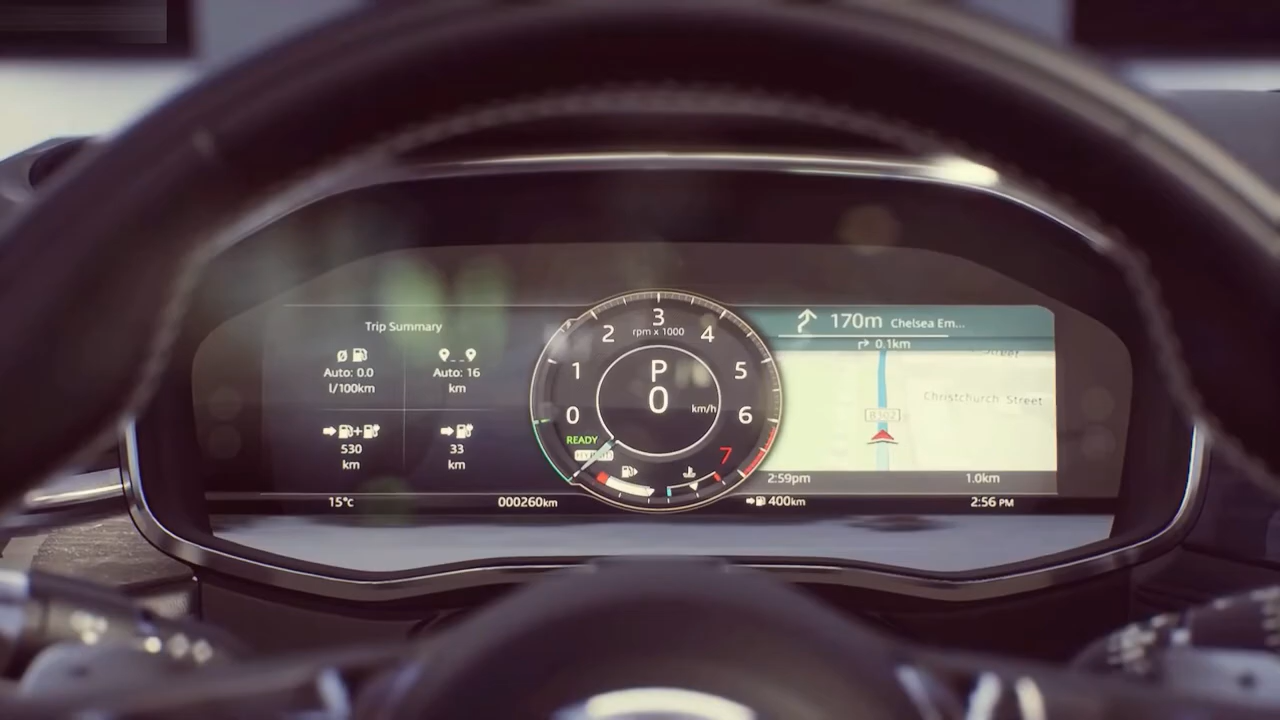 Trip Summary
Ø
Auto: 0.0
l/100km
Auto: 16
km
530
km
33
km
15°C
000260km
0
1
2
3
4
5
6
7
rpm x 1000
P
0
km/h
READY
HYBRID
170m Chelsea Em...
0.1km
Street
Christchurch Street
B302
2:59pm
1.0km
400km
2:56 PM